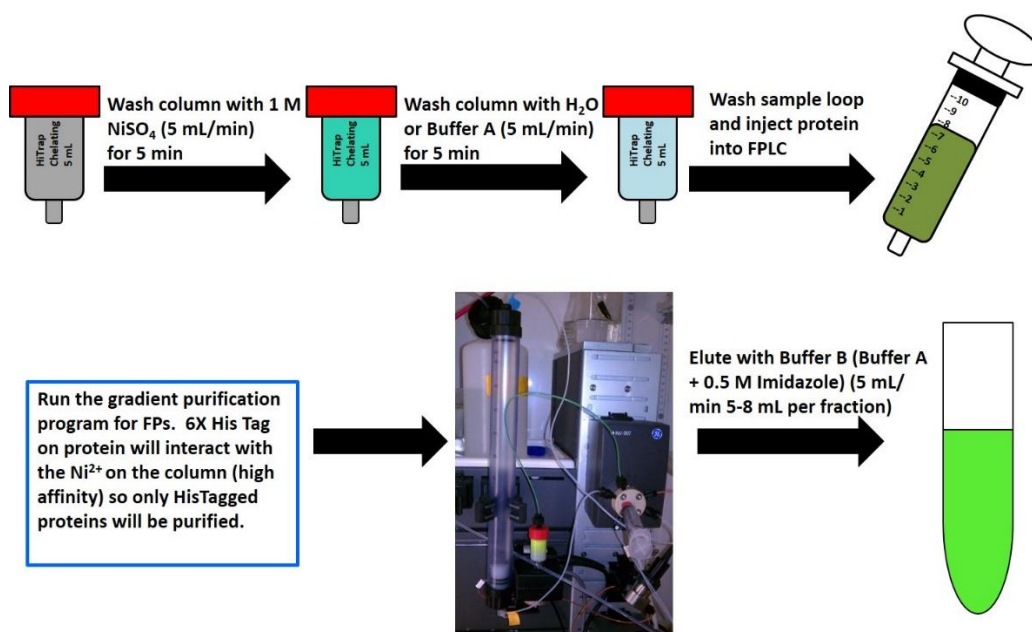 HiTrap
Chelating
5 mL
Wash column with 1 M
NiSO₄ (5 mL/min)
for 5 min
HiTrap
Chelating
5 mL
Wash column with H₂O
or Buffer A (5 mL/min)
for 5 min
HiTrap
Chelating
5 mL
Wash sample loop
and inject protein
into FPLC
--10
--9
--8
--7
--6
--5
--4
--3
--2
--1
Run the gradient purification
program for FPs. 6X His Tag
on protein will interact with
the Ni²⁺ on the column (high
affinity) so only HisTagged
proteins will be purified.
Elute with Buffer B (Buffer A
+ 0.5 M Imidazole) (5 mL/
min 5-8 mL per fraction)